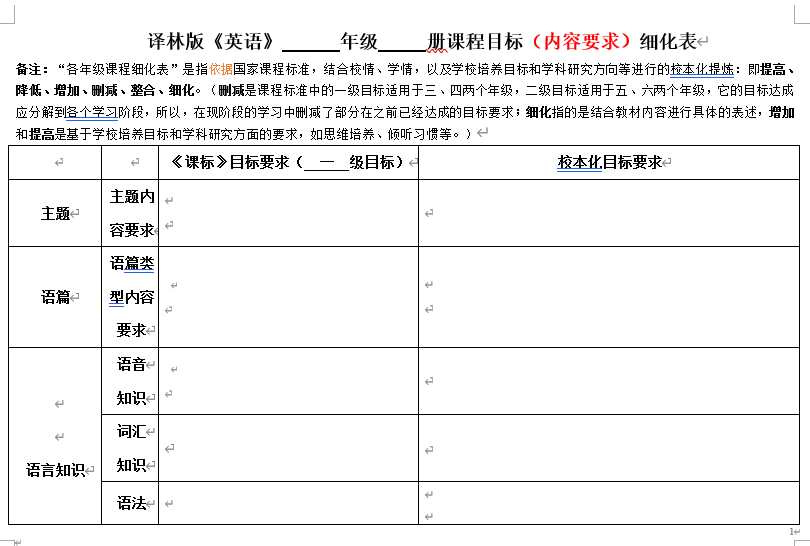 译林版《英语》______年级_____册课程目标（内容要求）细化表
备注：“各年级课程细化表”是指依据国家课程标准，结合校情、学情，以及学校培养目标和学科研究方向等进行的校本化提炼：即提高、
降低、增加、删减、整合、细化。（删减是课程标准中的一级目标适用于三、四两个年级，二级目标适用于五、六两个年级，它的目标达成
应分解到各个学习阶段，所以，在现阶段的学习中删减了部分在之前已经达成的目标要求；细化指的是结合教材内容进行具体的表述，增加
和提高是基于学校培养目标和学科研究方面的要求，如思维培养、倾听习惯等。）
《课标》目标要求（ 一 级目标）
校本化目标要求
主题
主题内
容要求
语篇
语篇类
型内容
要求
语言知识
语音
知识
词汇
知识
语法
1